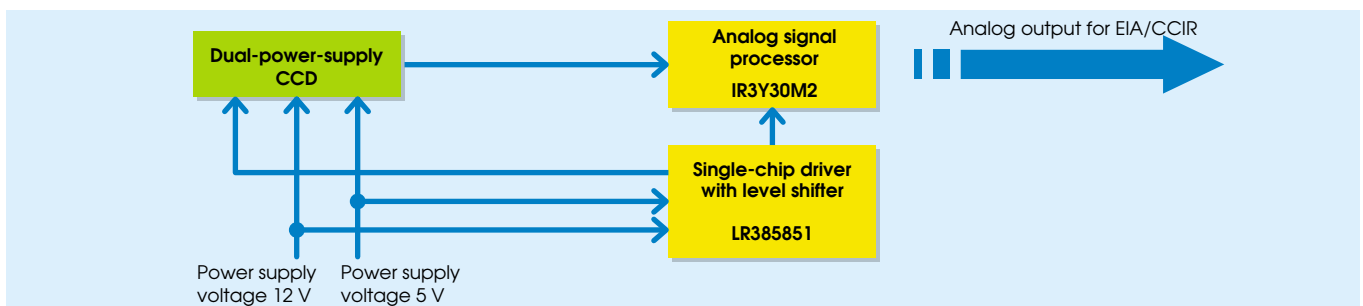 Dual-power-supply
CCD
Analog signal
processor
IR3Y30M2
Analog output for EIA/CCIR
Single-chip driver
with level shifter
LR385851
Power supply
voltage 12 V
Power supply
voltage 5 V